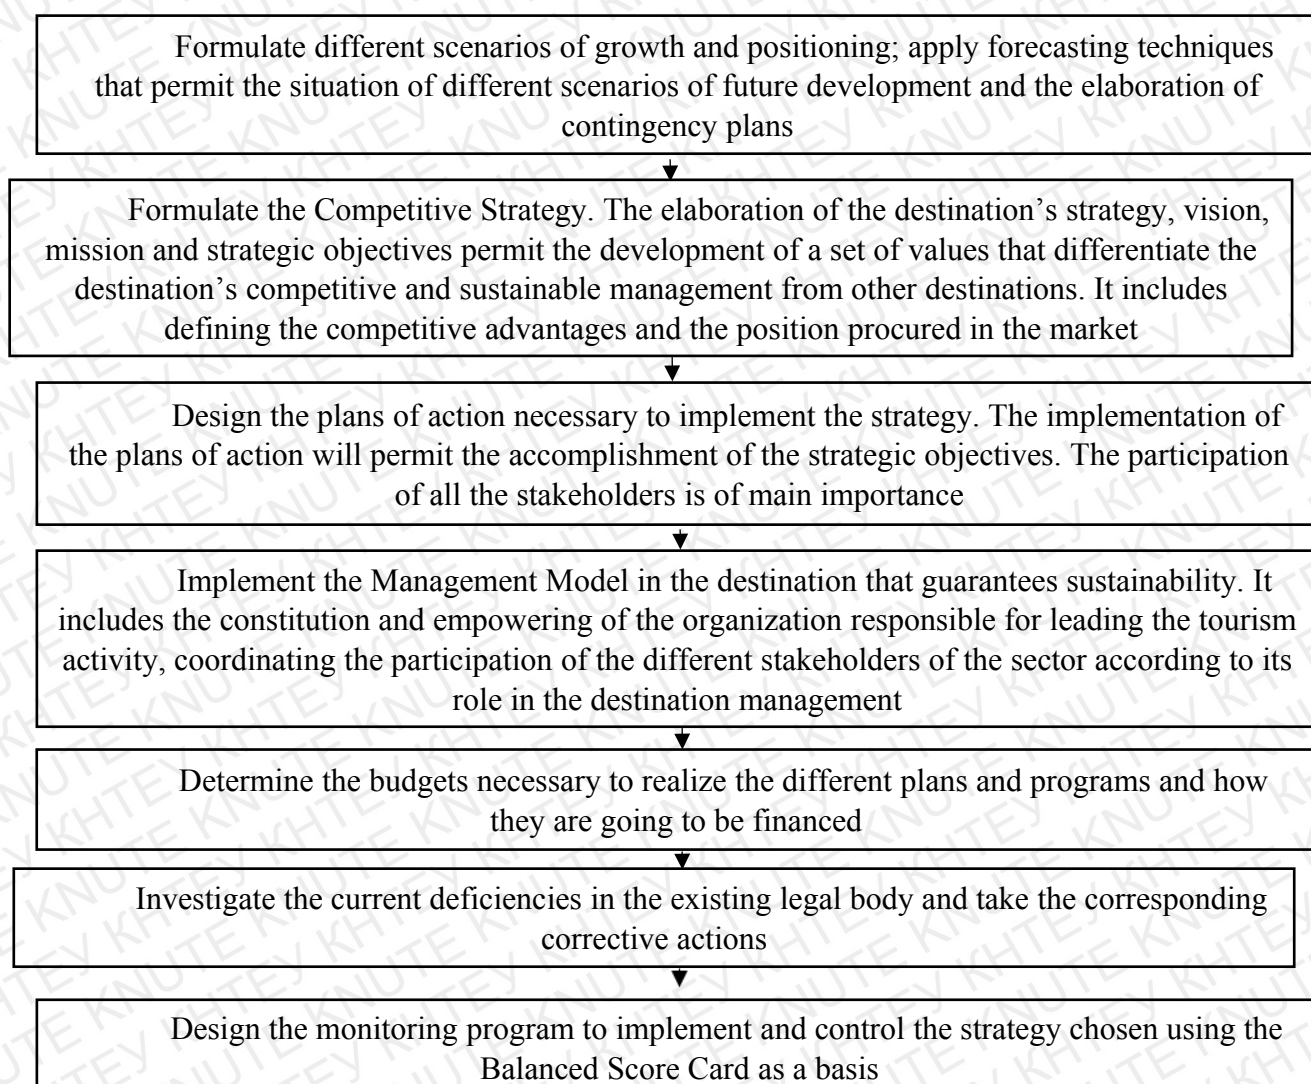 Formulate different scenarios of growth and positioning; apply forecasting techniques
that permit the situation of different scenarios of future development and the elaboration of
contingency plans
Formulate the Competitive Strategy. The elaboration of the destination’s strategy, vision,
mission and strategic objectives permit the development of a set of values that differentiate the
destination’s competitive and sustainable management from other destinations. It includes
defining the competitive advantages and the position procured in the market
Design the plans of action necessary to implement the strategy. The implementation of
the plans of action will permit the accomplishment of the strategic objectives. The participation
of all the stakeholders is of main importance
Implement the Management Model in the destination that guarantees sustainability. It
includes the constitution and empowering of the organization responsible for leading the tourism
activity, coordinating the participation of the different stakeholders of the sector according to its
role in the destination management
Determine the budgets necessary to realize the different plans and programs and how
they are going to be financed
Investigate the current deficiencies in the existing legal body and take the corresponding
corrective actions
Design the monitoring program to implement and control the strategy chosen using the
Balanced Score Card as a basis